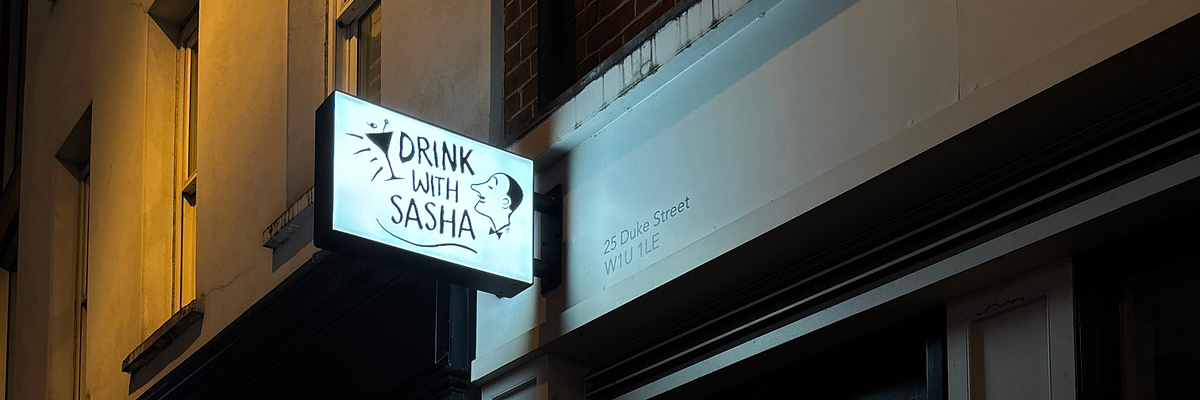 DRINK
WITH
SASHA
25 Duke Street
W1U 1LE